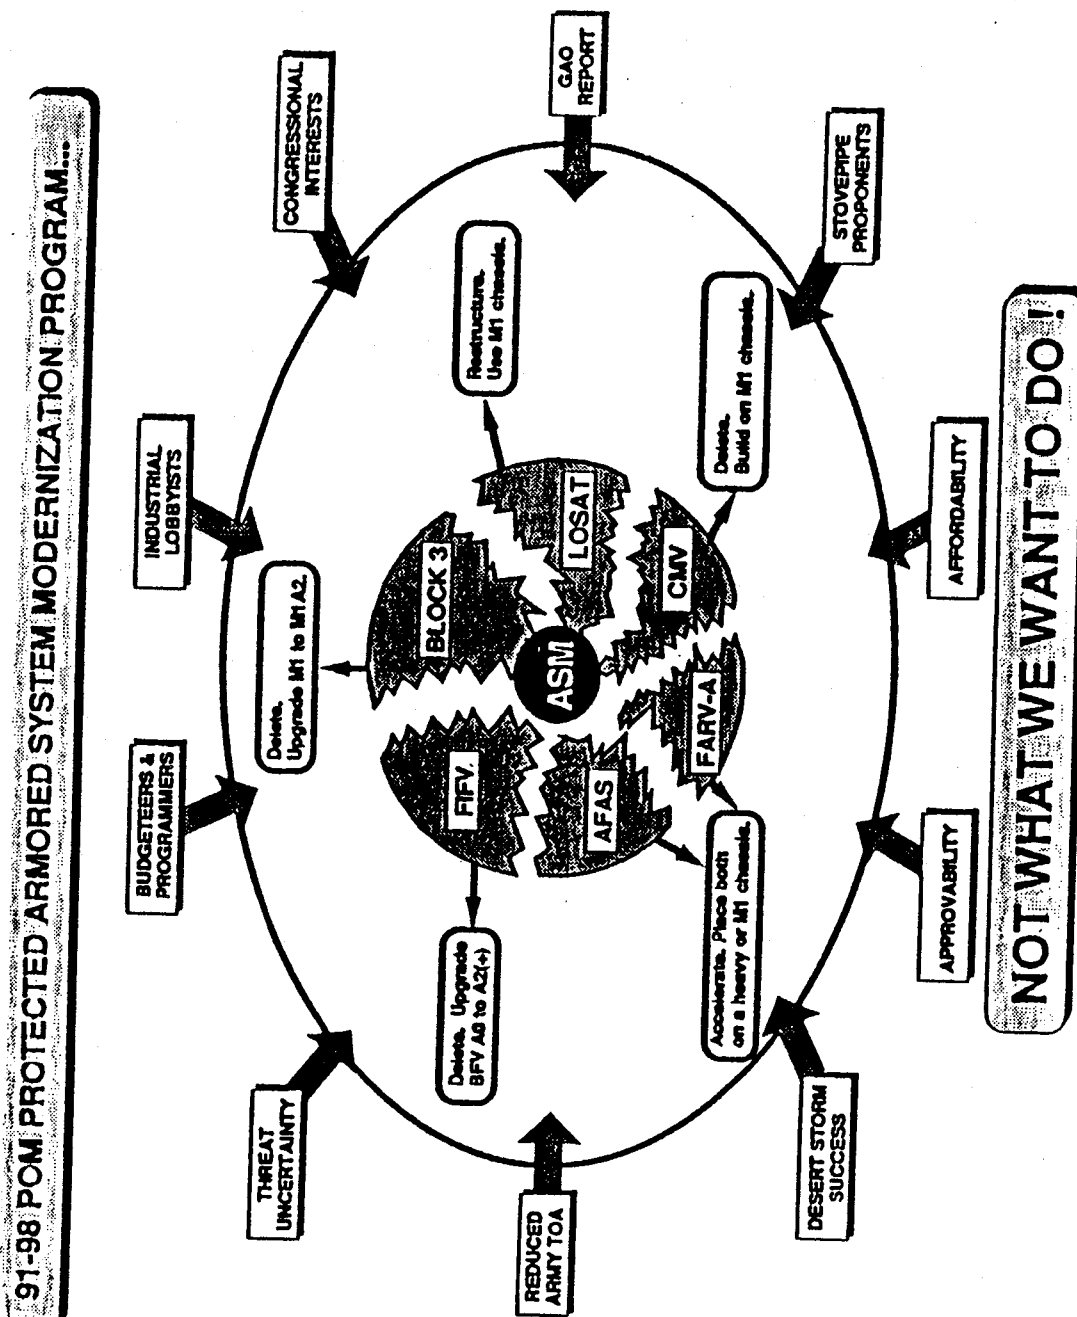 91-98 POM PROTECTED ARMORED SYSTEM MODERNIZATION PROGRAM...
THREAT
UNCERTAINTY
BUDGETEERS &
PROGRAMMERS
INDUSTRIAL
LOBBYISTS
CONGRESSIONAL
INTERESTS
REDUCED
ARMY TOA
GAO
REPORT
Delete. Upgrade
BFV A0 to A2(+)
Delete.
Upgrade M1 to M1A2.
Restructure.
Use M1 chassis.
FIFV.
BLOCK 3
ASM
LOSAT
AFAS
FARV-A
CMV
Accelerate. Place both
on a heavy or M1 chassis.
Delete.
Build on M1 chassis.
DESERT STORM
SUCCESS
APPROVABILITY
AFFORDABILITY
STOVEPIPE
PROPONENTS
NOT WHAT WE WANT TO DO !